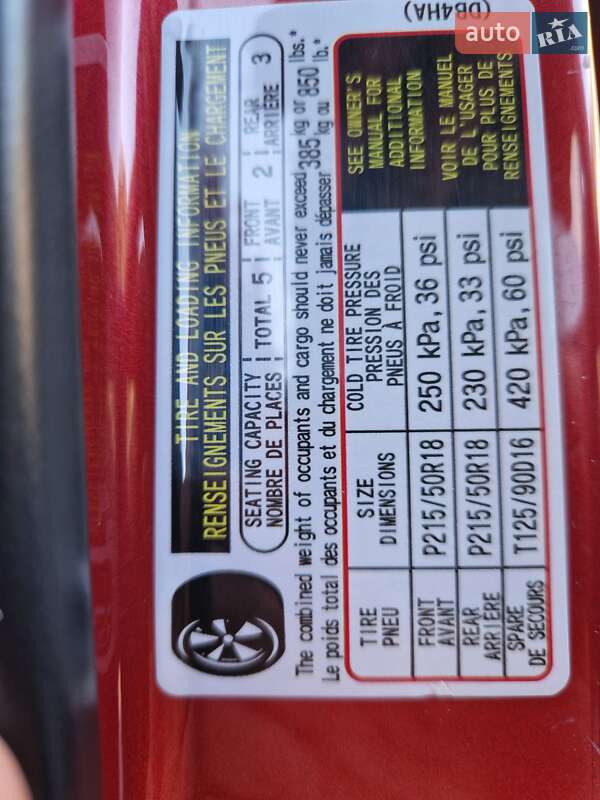 (DB4HA)
auto RIA.com
TIRE AND LOADING INFORMATION
RENSEIGNEMENTS SUR LES PNEUS ET LE CHARGEMENT
SEATING CAPACITY TOTAL 5 FRONT 2 REAR 3
NOMBRE DE PLACES AVANT ARRIÈRE
The combined weight of occupants and cargo should never exceed 385 kg or 850 lbs.*
Le poids total des occupants et du chargement ne doit jamais dépasser kg ou lb.*
TIRE SIZE COLD TIRE PRESSURE SEE OWNER'S
PNEU DIMENSIONS PRESSION DES MANUAL FOR
PNEUS À FROID ADDITIONAL
INFORMATION
FRONT P215/50R18 250 kPa, 36 psi
AVANT
VOIR LE MANUEL
REAR P215/50R18 230 kPa, 33 psi DE L'USAGER
ARRIÈRE POUR PLUS DE
SPARE T125/90D16 420 kPa, 60 psi RENSEIGNEMENTS
DE SECOURS